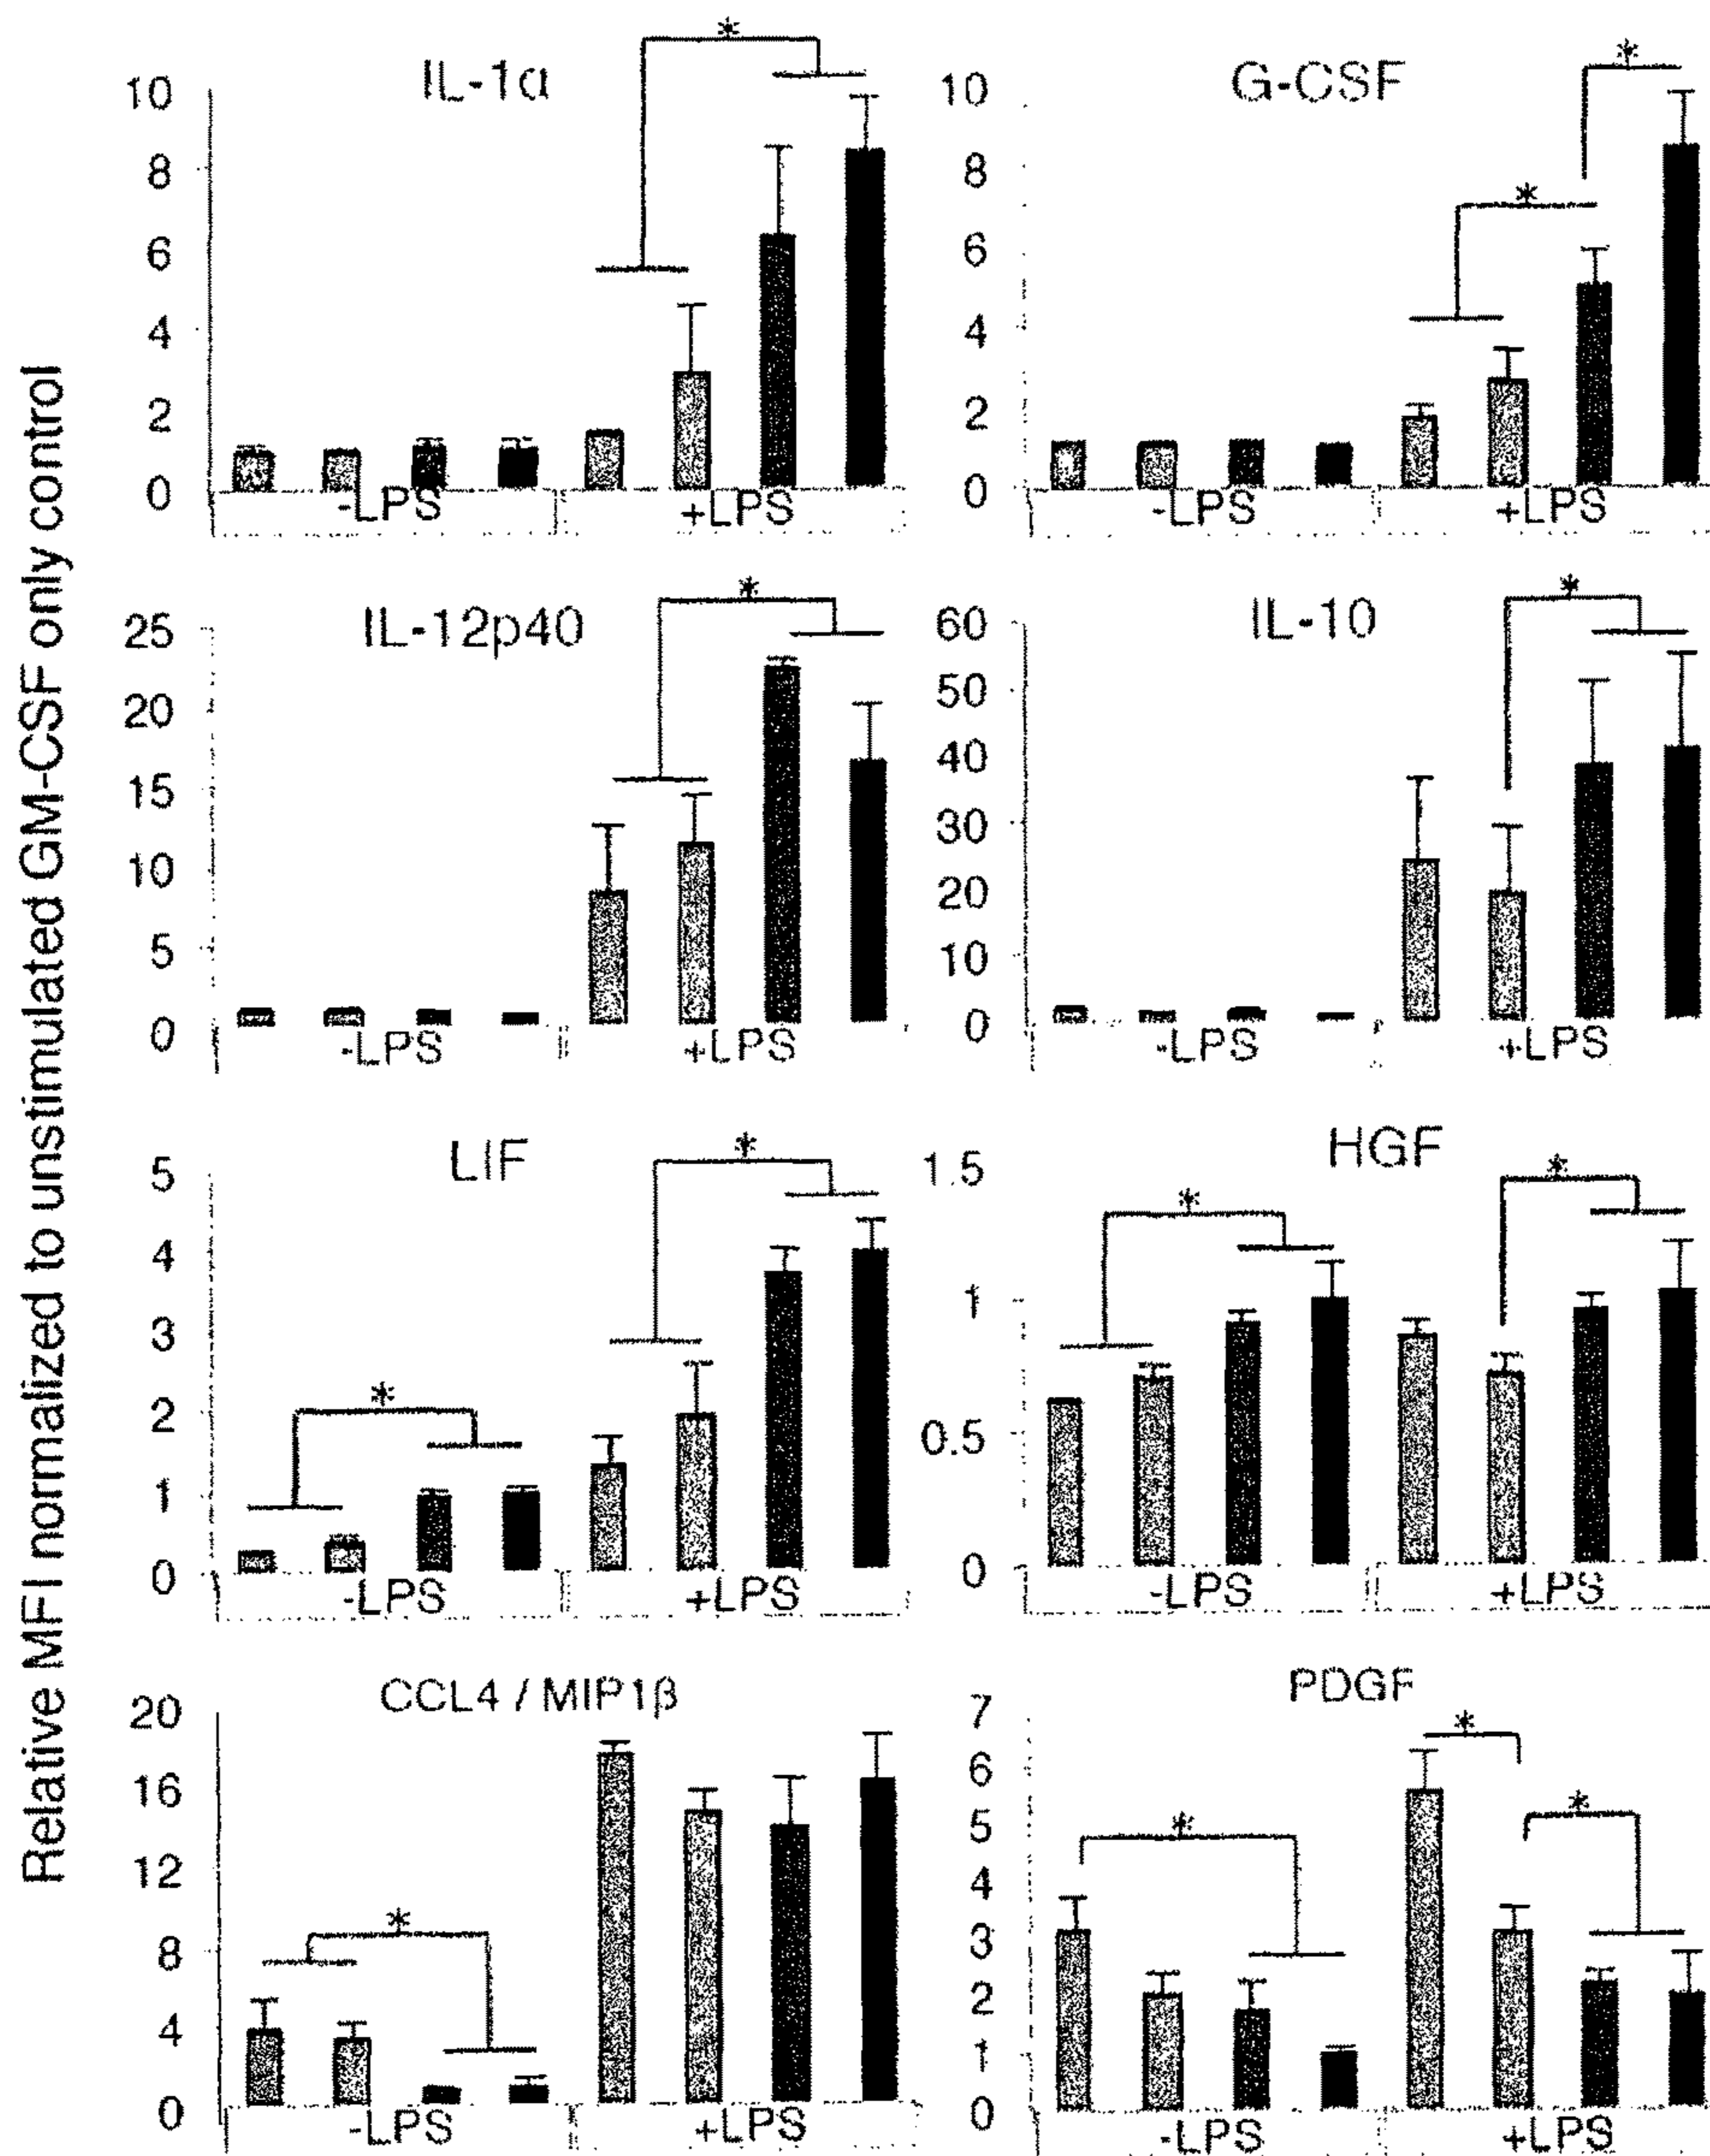 Relative MFI normalized to unstimulated GM-CSF only control
IL-1α
*
10
8
6
4
2
0
-LPS
+LPS
G-CSF
*
*
10
8
6
4
2
0
-LPS
+LPS
IL-12p40
*
25
20
15
10
5
0
-LPS
+LPS
IL-10
*
60
50
40
30
20
10
0
-LPS
+LPS
LIF
*
*
5
4
3
2
1
0
-LPS
+LPS
HGF
*
*
1.5
1
0.5
0
-LPS
+LPS
CCL4 / MIP1β
*
20
16
12
8
4
0
-LPS
+LPS
PDGF
*
*
*
7
6
5
4
3
2
1
0
-LPS
+LPS